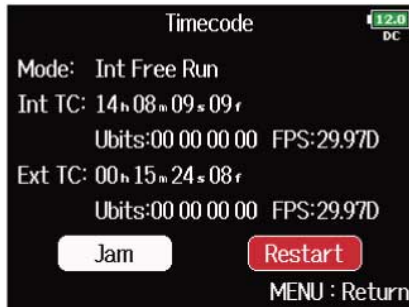 Timecode
12.0
DC
Mode: Int Free Run
Int TC: 14h08m09s09f
Ubits:00 00 00 00 FPS:29.97D
Ext TC: 00h15m24s08f
Ubits:00 00 00 00 FPS:29.97D
Jam Restart
MENU : Return